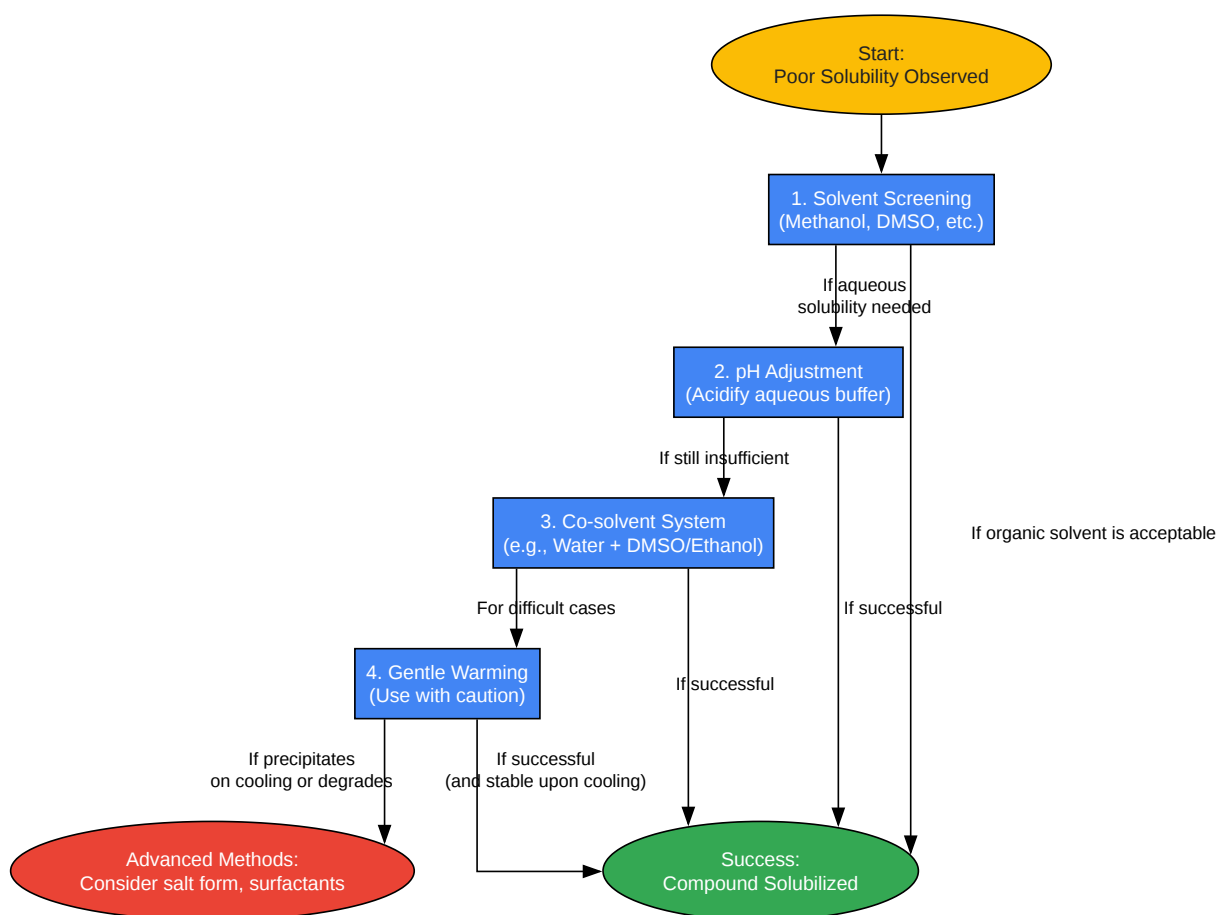 Start:
Poor Solubility Observed
1. Solvent Screening
(Methanol, DMSO, etc.)
If aqueous
solubility needed
2. pH Adjustment
(Acidify aqueous buffer)
If still insufficient
3. Co-solvent System
(e.g., Water + DMSO/Ethanol)
If organic solvent is acceptable
For difficult cases
If successful
4. Gentle Warming
(Use with caution)
If successful
If precipitates
on cooling or degrades
If successful
(and stable upon cooling)
Advanced Methods:
Consider salt form, surfactants
Success:
Compound Solubilized